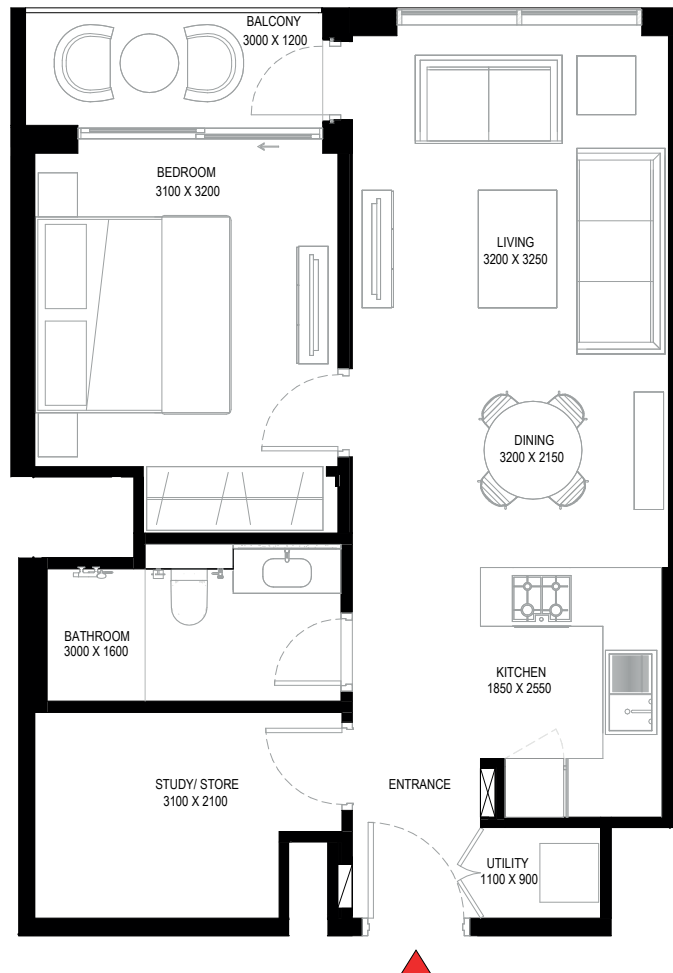 BALCONY
3000 X 1200
BEDROOM
3100 X 3200
LIVING
3200 X 3250
DINING
3200 X 2150
BATHROOM
3000 X 1600
KITCHEN
1850 X 2550
STUDY/ STORE
3100 X 2100
ENTRANCE
UTILITY
1100 X 900